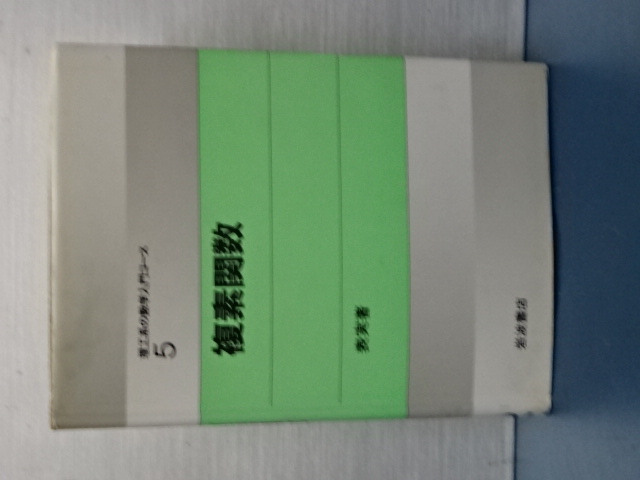 理工系の数学入門コース
5
複素関数
表実著
岩波書店